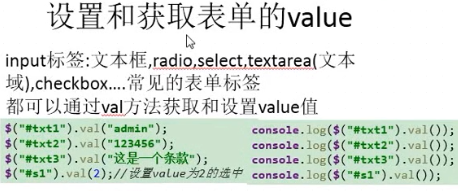 设置和获取表单的value
input标签:文本框,radio,select,textarea(文本
域),checkbox....常见的表单标签
都可以通过val方法获取和设置value值
$("#txt1").val("admin");
$("#txt2").val("123456");
$("#txt3").val("这是一个条款");
$("#s1").val(2);//设置value为2的选中
console.log($("#txt1").val());
console.log($("#txt2").val());
console.log($("#txt3").val());
console.log($("#s1").val());